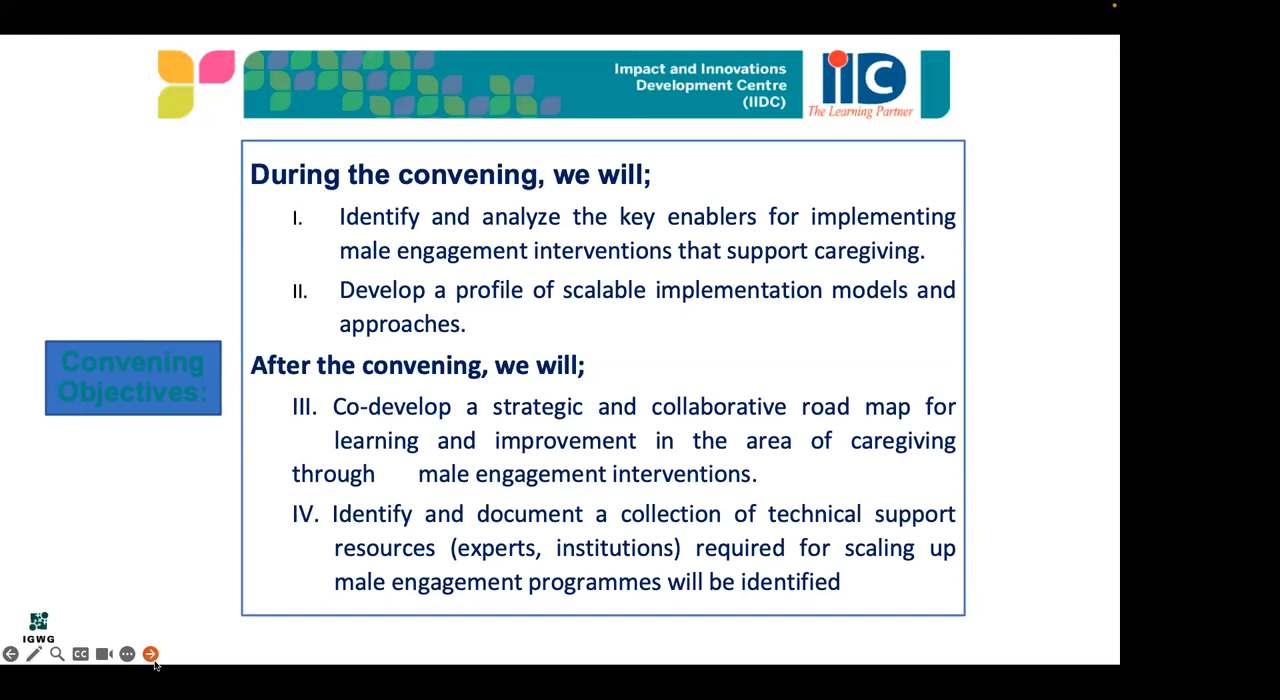 Impact and Innovations
Development Centre
(IIDC)
iiDC
The Learning Partner
Convening
Objectives:
During the convening, we will;
I. Identify and analyze the key enablers for implementing
male engagement interventions that support caregiving.
II. Develop a profile of scalable implementation models and
approaches.
After the convening, we will;
III. Co-develop a strategic and collaborative road map for
learning and improvement in the area of caregiving
through male engagement interventions.
IV. Identify and document a collection of technical support
resources (experts, institutions) required for scaling up
male engagement programmes will be identified
IGWG
CC